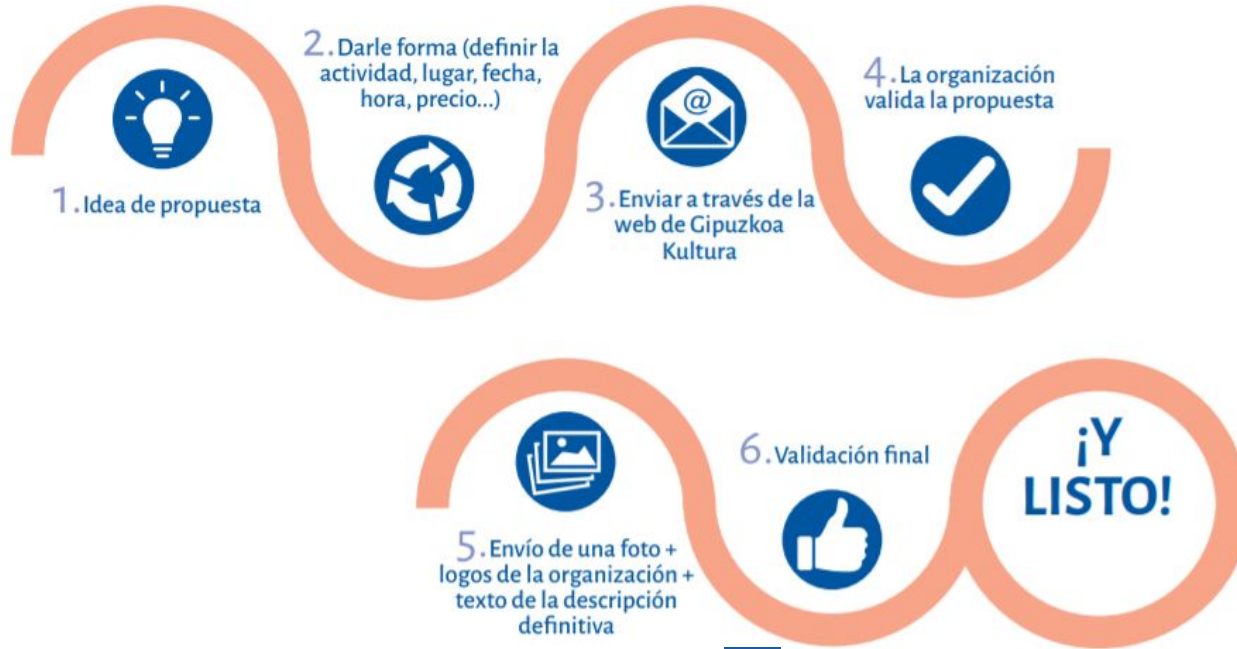 1. Idea de propuesta
2. Darle forma (definir la
actividad, lugar, fecha,
hora, precio...)
@
3. Enviar a través de la
web de Gipuzkoa
Kultura
4. La organización
valida la propuesta
5. Envío de una foto +
logos de la organización +
texto de la descripción
definitiva
6. Validación final
¡Y
LISTO!